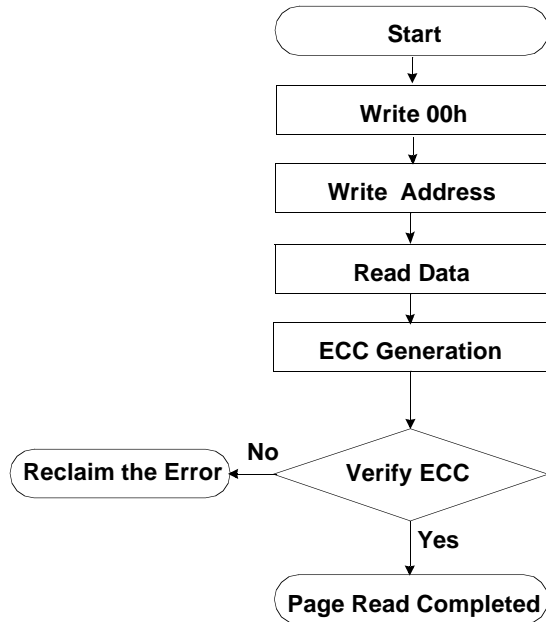 Start
Write 00h
Write Address
Read Data
ECC Generation
No
Reclaim the Error
Verify ECC
Yes
Page Read Completed